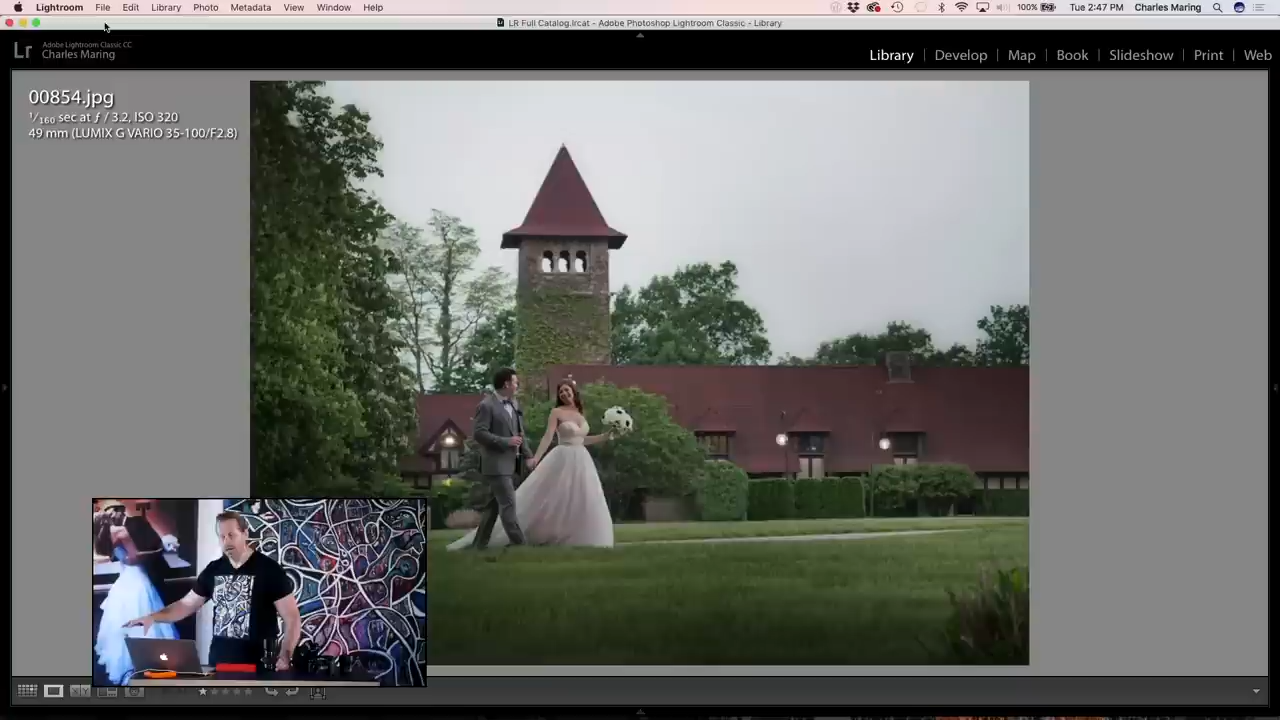 Lightroom File Edit Library Photo Metadata View Window Help 100% Tue 2:47 PM Charles Maring
LR Full Catalog.lrcat - Adobe Photoshop Lightroom Classic - Library
Lr Adobe Lightroom Classic CC
Charles Maring
Library | Develop | Map | Book | Slideshow | Print | Web
00854.jpg
1/160 sec at ƒ / 3.2, ISO 320
49 mm (LUMIX G VARIO 35-100/F2.8)